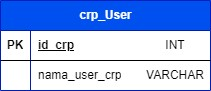 crp_User
PK id_crp INT
nama_user_crp VARCHAR